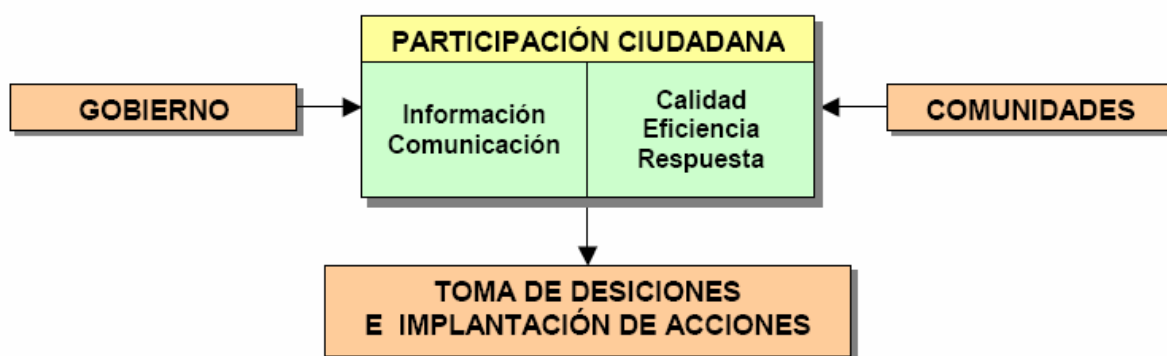 PARTICIPACIÓN CIUDADANA
GOBIERNO
Información
Comunicación
Calidad
Eficiencia
Respuesta
COMUNIDADES
TOMA DE DESICIONES
E IMPLANTACIÓN DE ACCIONES